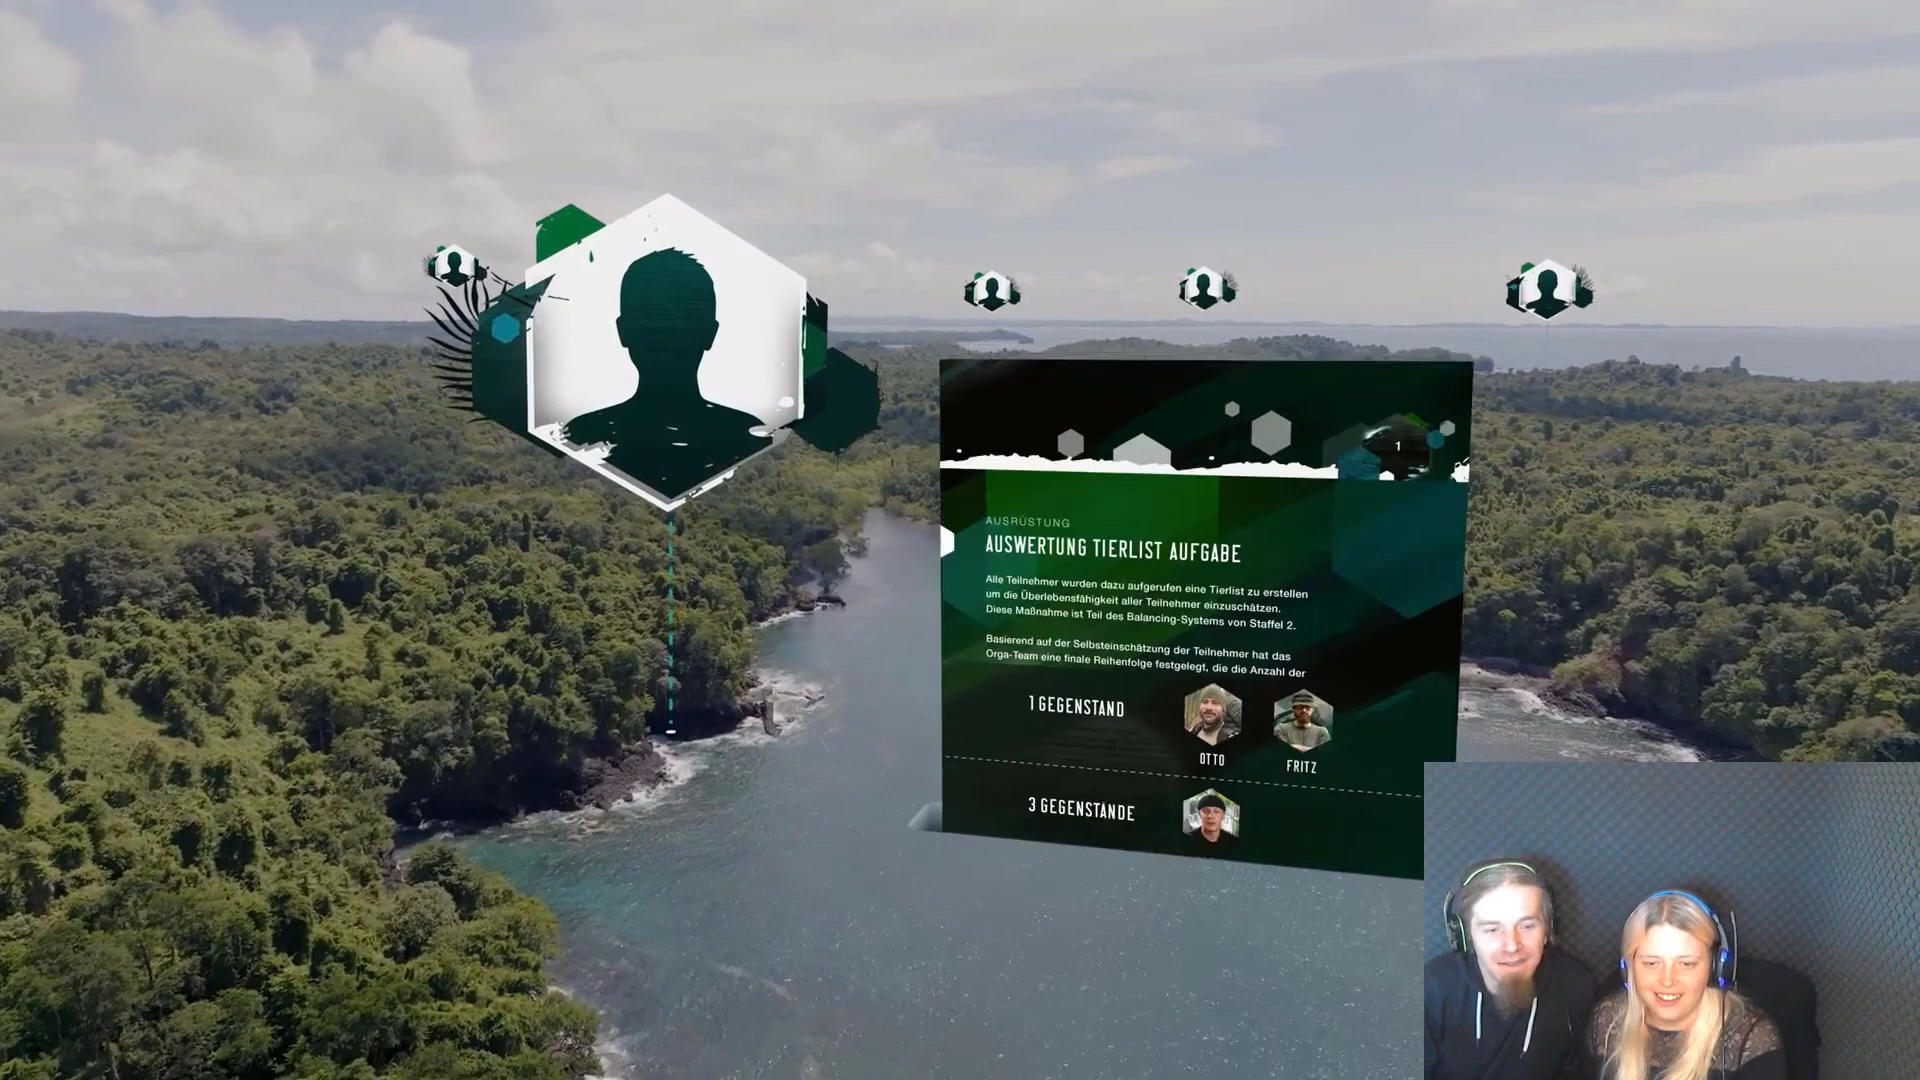 1
AUSRÜSTUNG
AUSWERTUNG TIERLIST AUFGABE
Alle Teilnehmer wurden dazu aufgerufen eine Tierlist zu erstellen
um die Überlebensfähigkeit aller Teilnehmer einzuschätzen.
Diese Maßnahme ist Teil des Balancing-Systems von Staffel 2.
Basierend auf der Selbsteinschätzung der Teilnehmer hat das
Orga-Team eine finale Reihenfolge festgelegt, die die Anzahl der
1 GEGENSTAND
OTTO
FRITZ
3 GEGENSTÄNDE